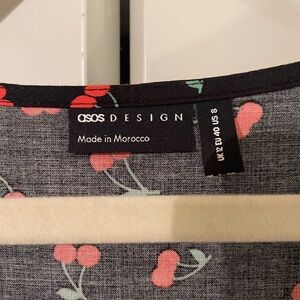 asos DESIGN
Made in Morocco
UK 12 EU 40 US 8